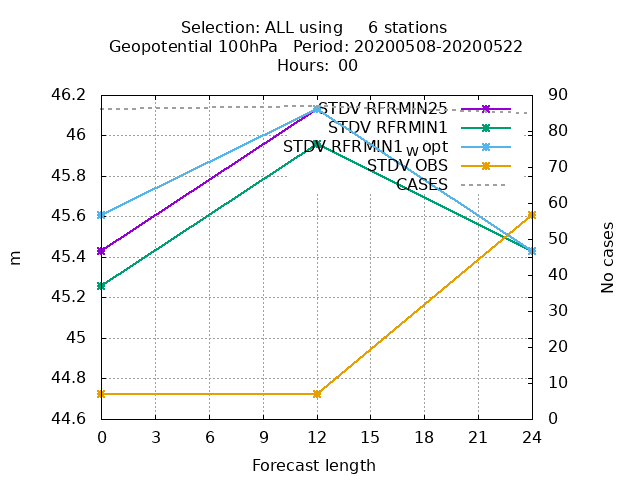 Selection: ALL using     6 stations
Geopotential 100hPa   Period: 20200508-20200522
Hours: 00
STDV RFRMIN25
STDV RFRMIN1
STDV RFRMIN1 w opt
STDV OBS
CASES
46.2
46
45.8
45.6
45.4
45.2
45
44.8
44.6
m
90
80
70
60
50
40
30
20
10
0
No cases
0 3 6 9 12 15 18 21 24
Forecast length